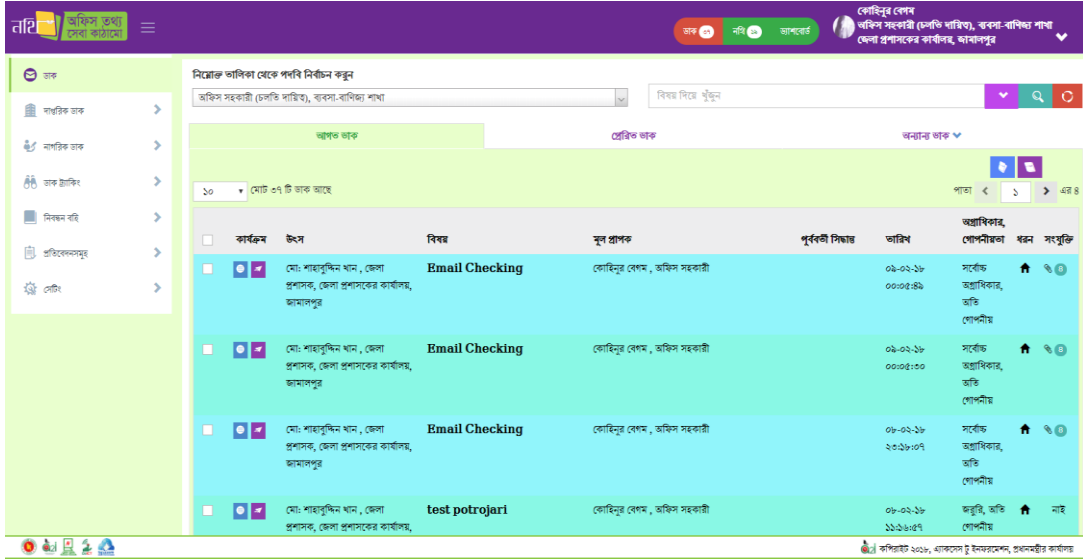 নথি অফিস তথ্য
সেবা কাঠামো
ডাক ৩৭ নথি ১৯ ড্যাশবোর্ড
কোহিনুর বেগম
অফিস সহকারী (চলতি দায়িত্ব), ব্যবসা-বাণিজ্য শাখা
জেলা প্রশাসকের কার্যালয়, জামালপুর
ডাক
দাপ্তরিক ডাক
নাগরিক ডাক
ডাক ট্র্যাকিং
নিবন্ধন বহি
প্রতিবেদনসমূহ
সেটিং
নিম্নোক্ত তালিকা থেকে পদবি নির্বাচন করুন
অফিস সহকারী (চলতি দায়িত্ব), ব্যবসা-বাণিজ্য শাখা
বিষয় দিয়ে খুঁজুন
আগত ডাক প্রেরিত ডাক অন্যান্য ডাক
১০ মোট ৩৭ টি ডাক আছে
পাতা ১ এর ৪
কার্যক্রম উৎস বিষয় মূল প্রাপক পূর্ববর্তী সিদ্ধান্ত তারিখ অগ্রাধিকার, গোপনীয়তা ধরন সংযুক্তি
মো: শাহাবুদ্দিন খান , জেলা Email Checking কোহিনুর বেগম , অফিস সহকারী ০৯-০২-১৮ সর্বোচ্চ
প্রশাসক, জেলা প্রশাসকের কার্যালয়, ০০:০৫:৪৯ অগ্রাধিকার,
জামালপুর অতি
গোপনীয়
মো: শাহাবুদ্দিন খান , জেলা Email Checking কোহিনুর বেগম , অফিস সহকারী ০৯-০২-১৮ সর্বোচ্চ
প্রশাসক, জেলা প্রশাসকের কার্যালয়, ০০:০৫:৩০ অগ্রাধিকার,
জামালপুর অতি
গোপনীয়
মো: শাহাবুদ্দিন খান , জেলা Email Checking কোহিনুর বেগম , অফিস সহকারী ০৮-০২-১৮ সর্বোচ্চ
প্রশাসক, জেলা প্রশাসকের কার্যালয়, ২৩:১৮:০৭ অগ্রাধিকার,
জামালপুর অতি
গোপনীয়
মো: শাহাবুদ্দিন খান , জেলা test potrojari কোহিনুর বেগম , অফিস সহকারী ০৮-০২-১৮ জরুরি, অতি নাই
প্রশাসক, জেলা প্রশাসকের কার্যালয়, ১১:১৬:৫৭ গোপনীয়
কপিরাইট ২০১৮, এ্যাকসেস টু ইনফরমেশন, প্রধানমন্ত্রীর কার্যালয়